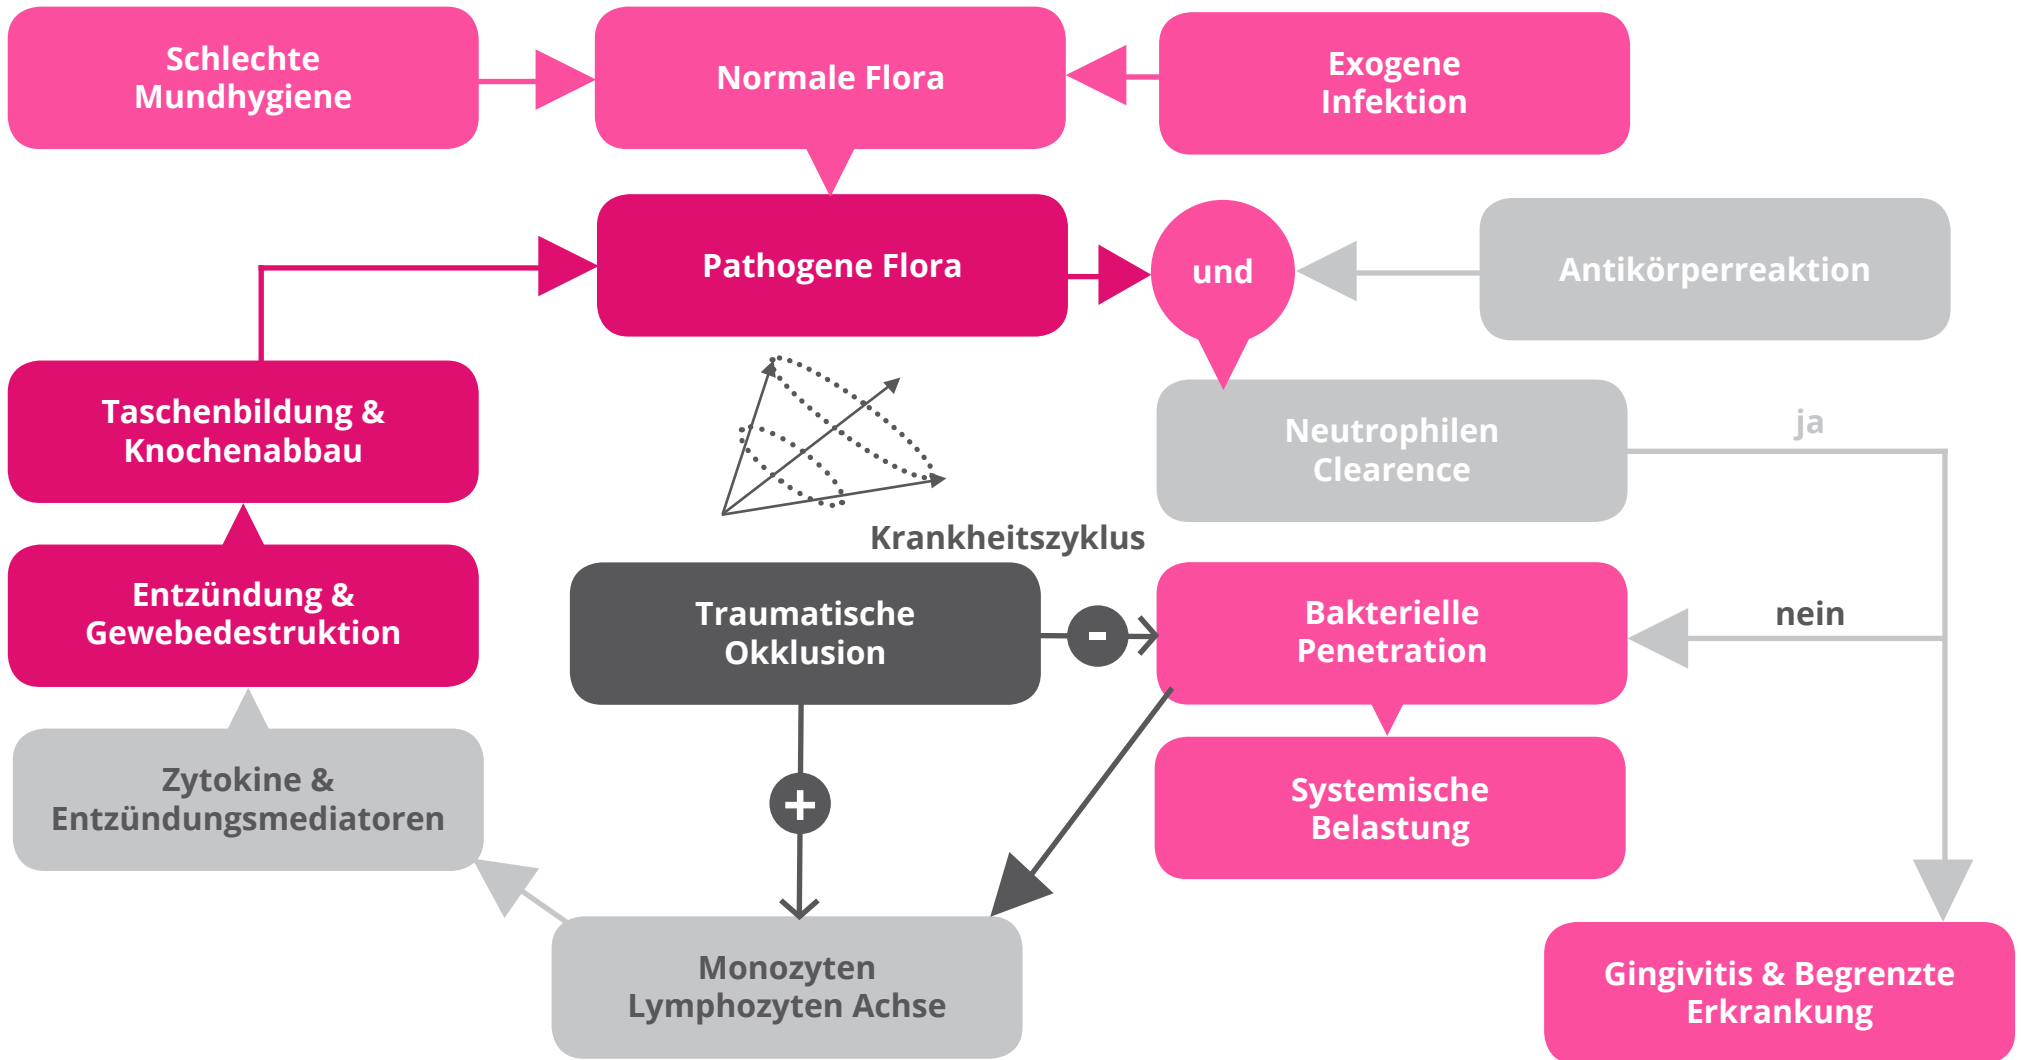 Schlechte
Mundhygiene
Normale Flora
Exogene
Infektion
Pathogene Flora
und
Antikörperreaktion
Taschenbildung &
Knochenabbau
Neutrophilen
Clearence
ja
Krankheitszyklus
Entzündung &
Gewebedestruktion
Traumatische
Okklusion
-
Bakterielle
Penetration
nein
Zytokine &
Entzündungsmediatoren
+
Systemische
Belastung
Monozyten
Lymphozyten Achse
Gingivitis & Begrenzte
Erkrankung